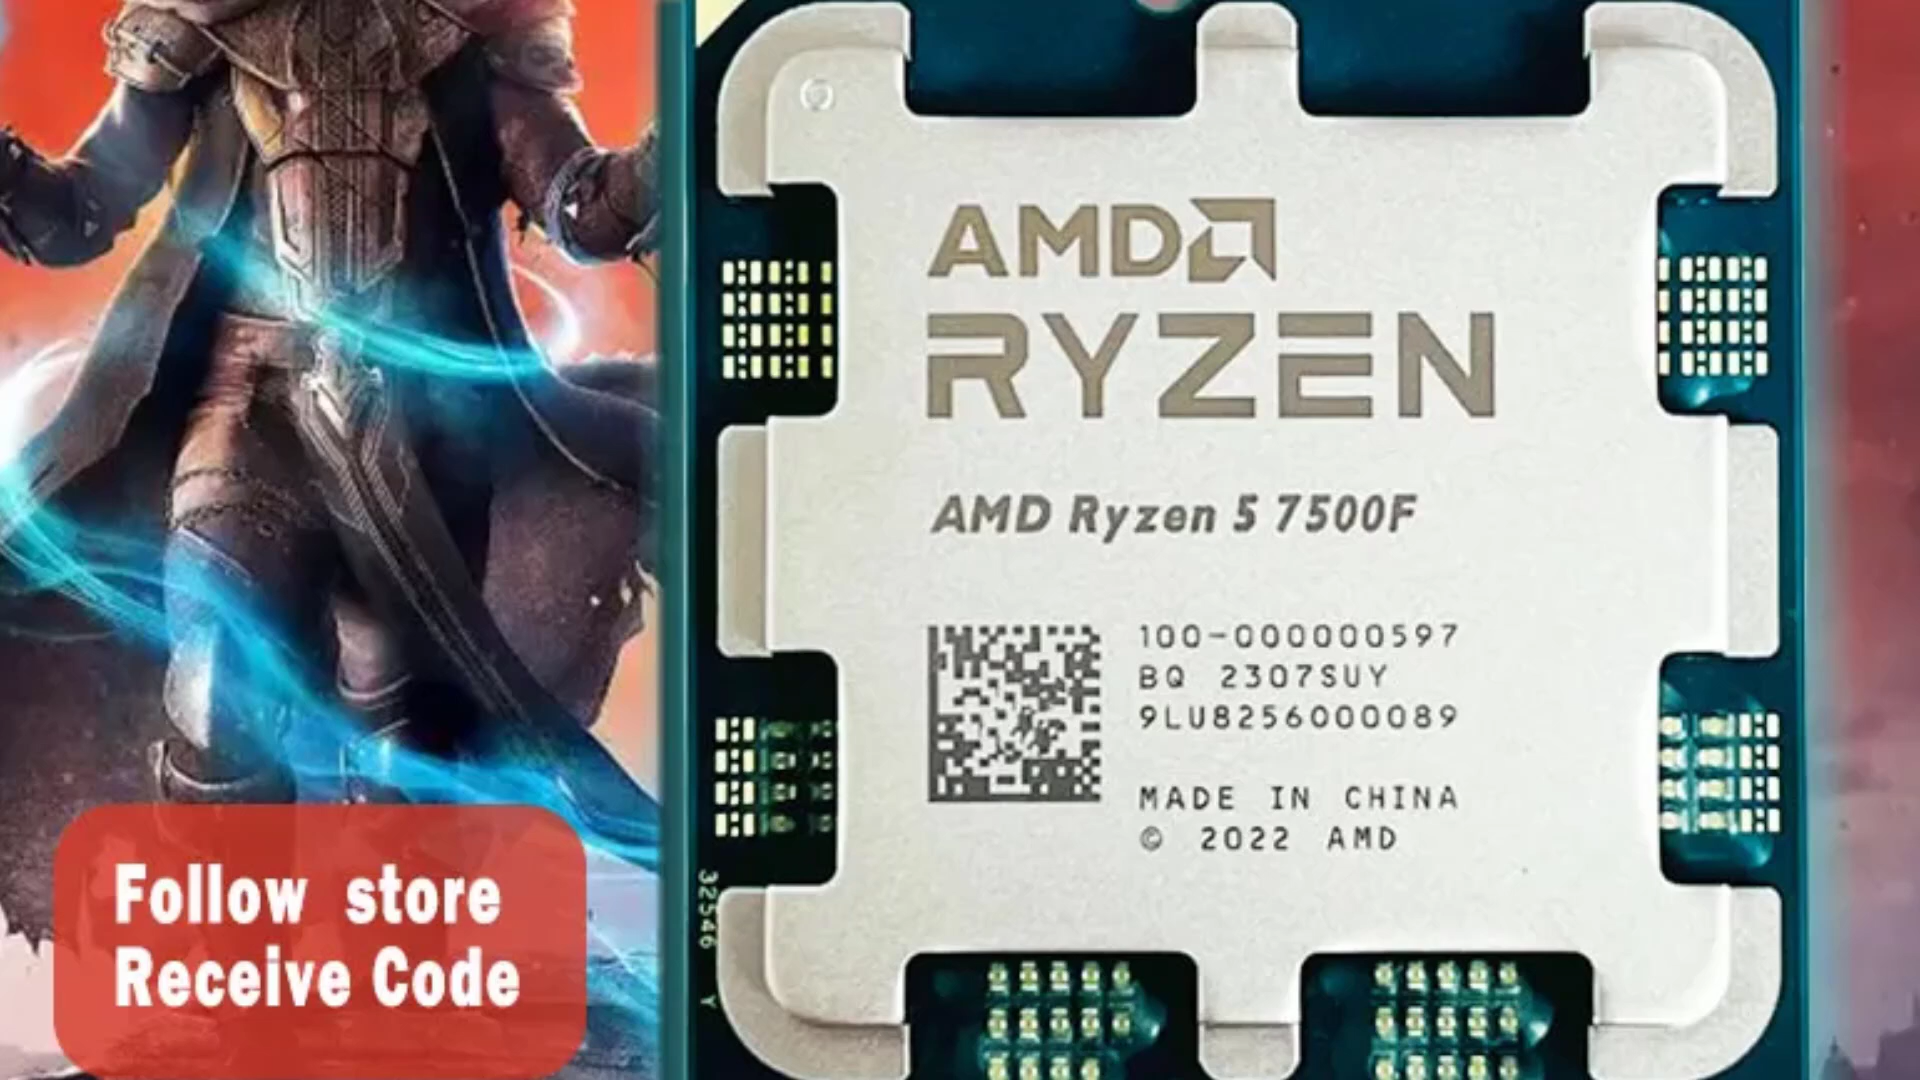 AMD
RYZEN
AMD Ryzen 5 7500F
100-000000597
BQ 2307SUY
9LU8256000089
MADE IN CHINA
© 2022 AMD
32546 Y
Follow store
Receive Code